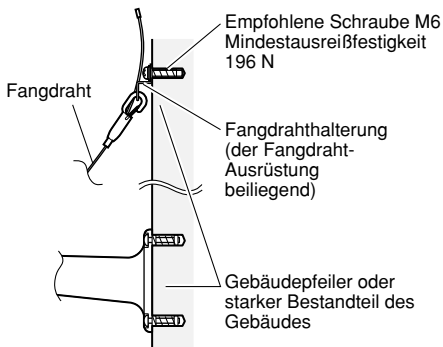 Empfohlene Schraube M6
Mindestausreißfestigkeit
196 N
Fangdraht
Fangdrahthalterung
(der Fangdraht-
Ausrüstung
beiliegend)
Gebäudepfeiler oder
starker Bestandteil des
Gebäudes